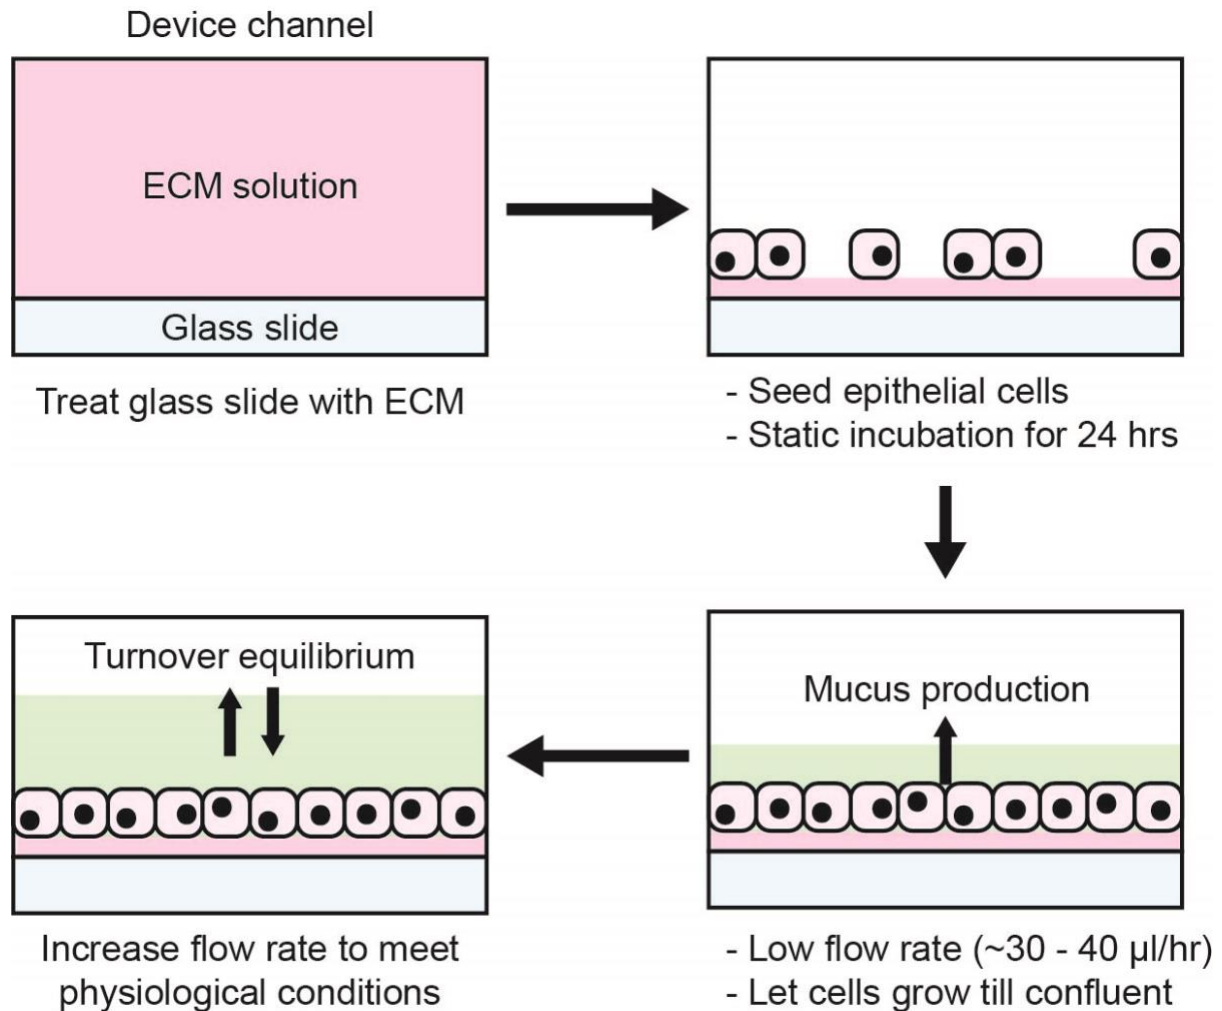 Device channel
ECM solution
Glass slide
Treat glass slide with ECM
- Seed epithelial cells
- Static incubation for 24 hrs
Mucus production
- Low flow rate (~30 - 40 µl/hr)
- Let cells grow till confluent
Turnover equilibrium
Increase flow rate to meet
physiological conditions